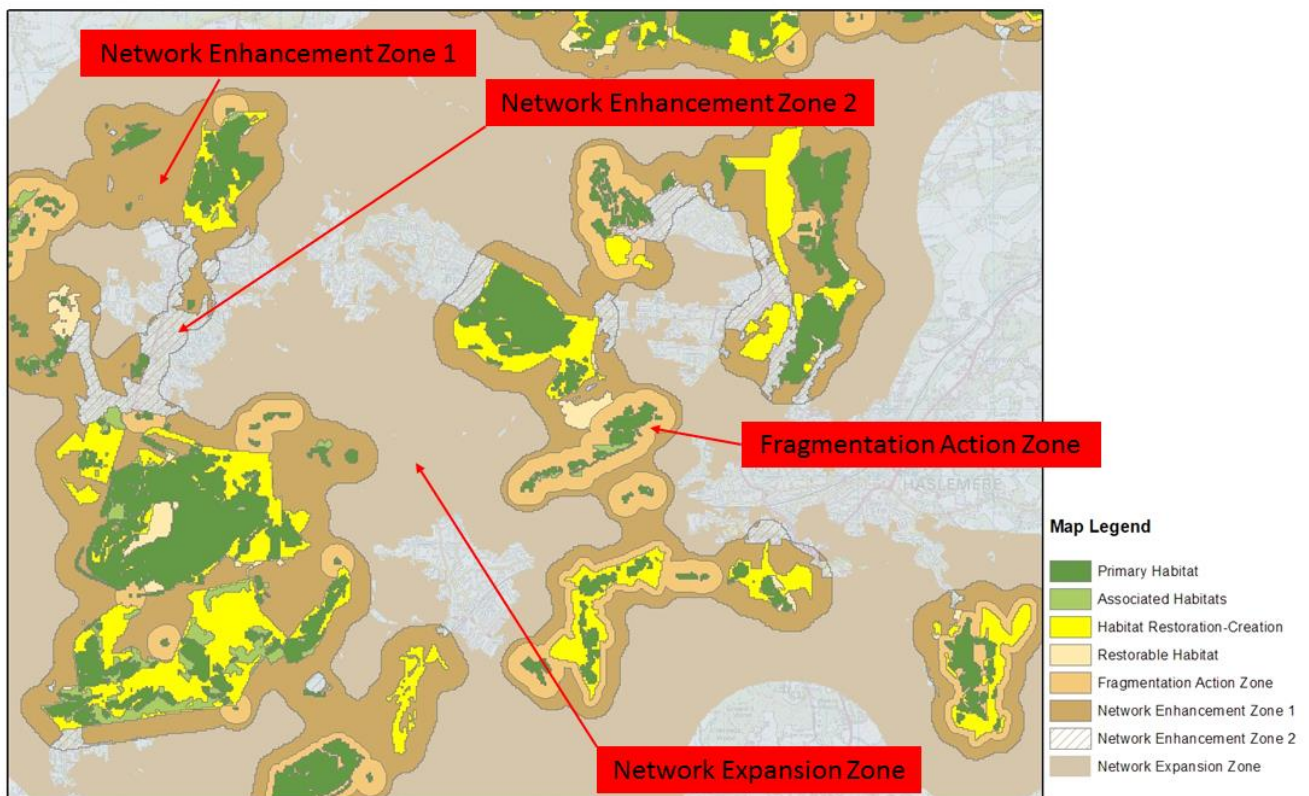 Network Enhancement Zone 1
Network Enhancement Zone 2
Fragmentation Action Zone
HASLEMERE
Network Expansion Zone
Map Legend
Primary Habitat
Associated Habitats
Habitat Restoration-Creation
Restorable Habitat
Fragmentation Action Zone
Network Enhancement Zone 1
Network Enhancement Zone 2
Network Expansion Zone